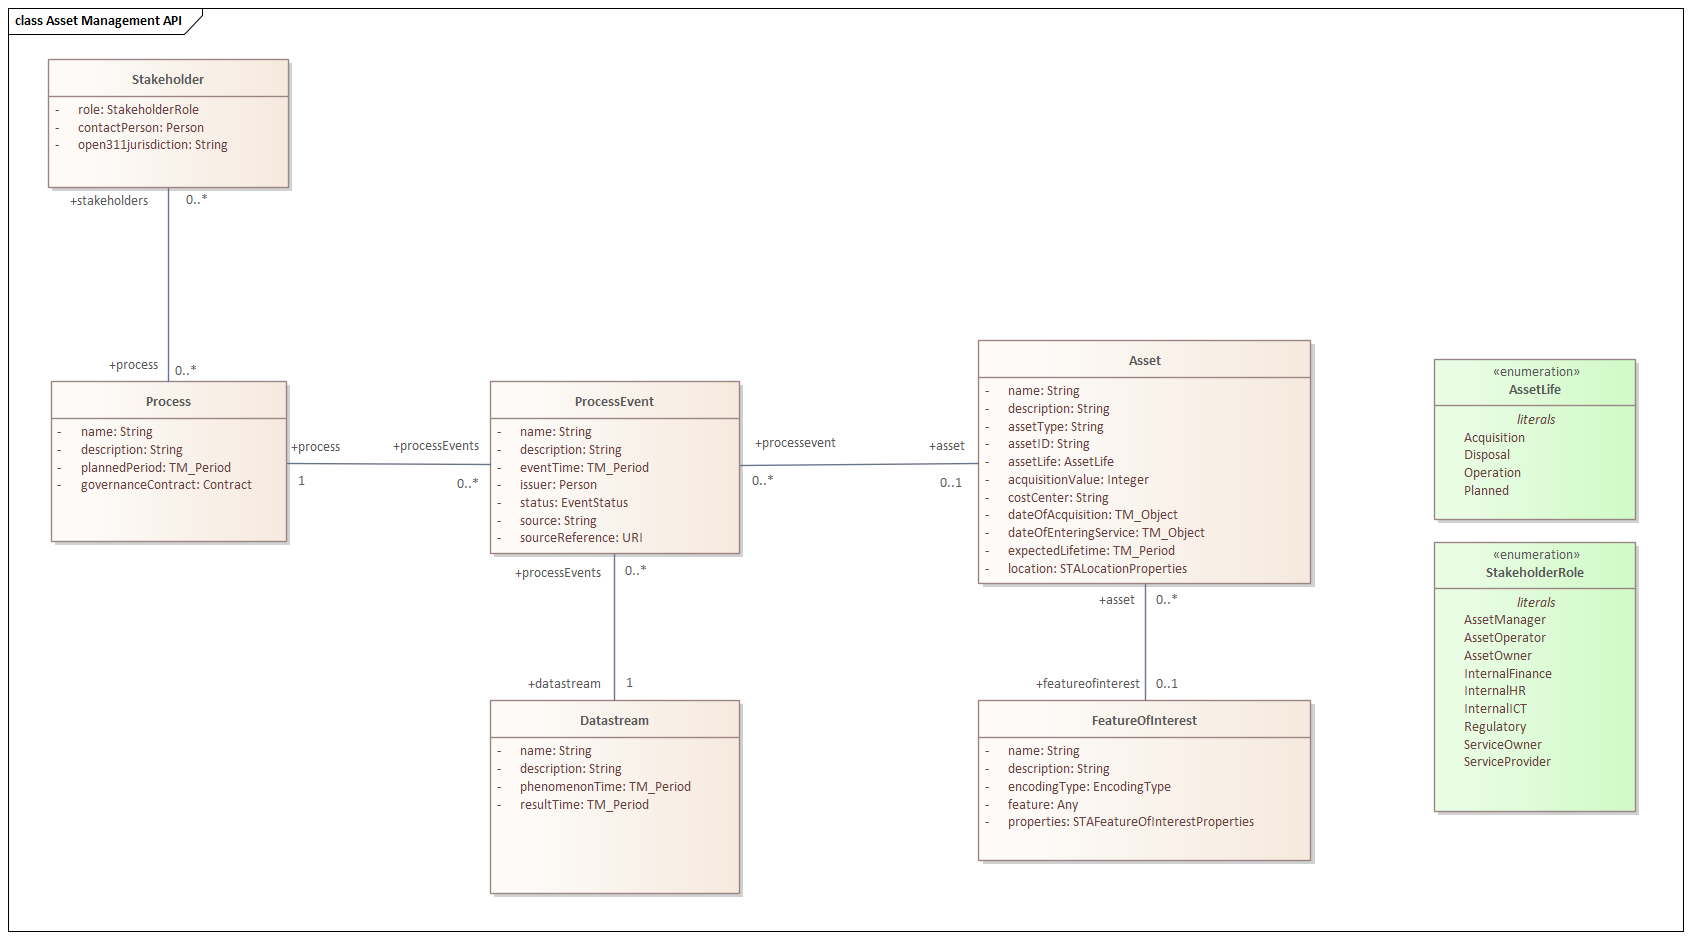 class Asset Management API
Stakeholder
- role: StakeholderRole
- contactPerson: Person
- open311jurisdiction: String
+stakeholders 0..*
+process 0..*
Process
- name: String
- description: String
- plannedPeriod: TM_Period
- governanceContract: Contract
+process
1
+processEvents
0..*
ProcessEvent
- name: String
- description: String
- eventTime: TM_Period
- issuer: Person
- status: EventStatus
- source: String
- sourceReference: URI
+processevent
0..*
+asset
0..1
Asset
- name: String
- description: String
- assetType: String
- assetID: String
- assetLife: AssetLife
- acquisitionValue: Integer
- costCenter: String
- dateOfAcquisition: TM_Object
- dateOfEnteringService: TM_Object
- expectedLifetime: TM_Period
- location: STALocationProperties
+processEvents 0..*
+datastream 1
Datastream
- name: String
- description: String
- phenomenonTime: TM_Period
- resultTime: TM_Period
+asset 0..*
+featureofinterest 0..1
FeatureOfInterest
- name: String
- description: String
- encodingType: EncodingType
- feature: Any
- properties: STAFeatureOfInterestProperties
«enumeration»
AssetLife
literals
Acquisition
Disposal
Operation
Planned
«enumeration»
StakeholderRole
literals
AssetManager
AssetOperator
AssetOwner
InternalFinance
InternalHR
InternalICT
Regulatory
ServiceOwner
ServiceProvider